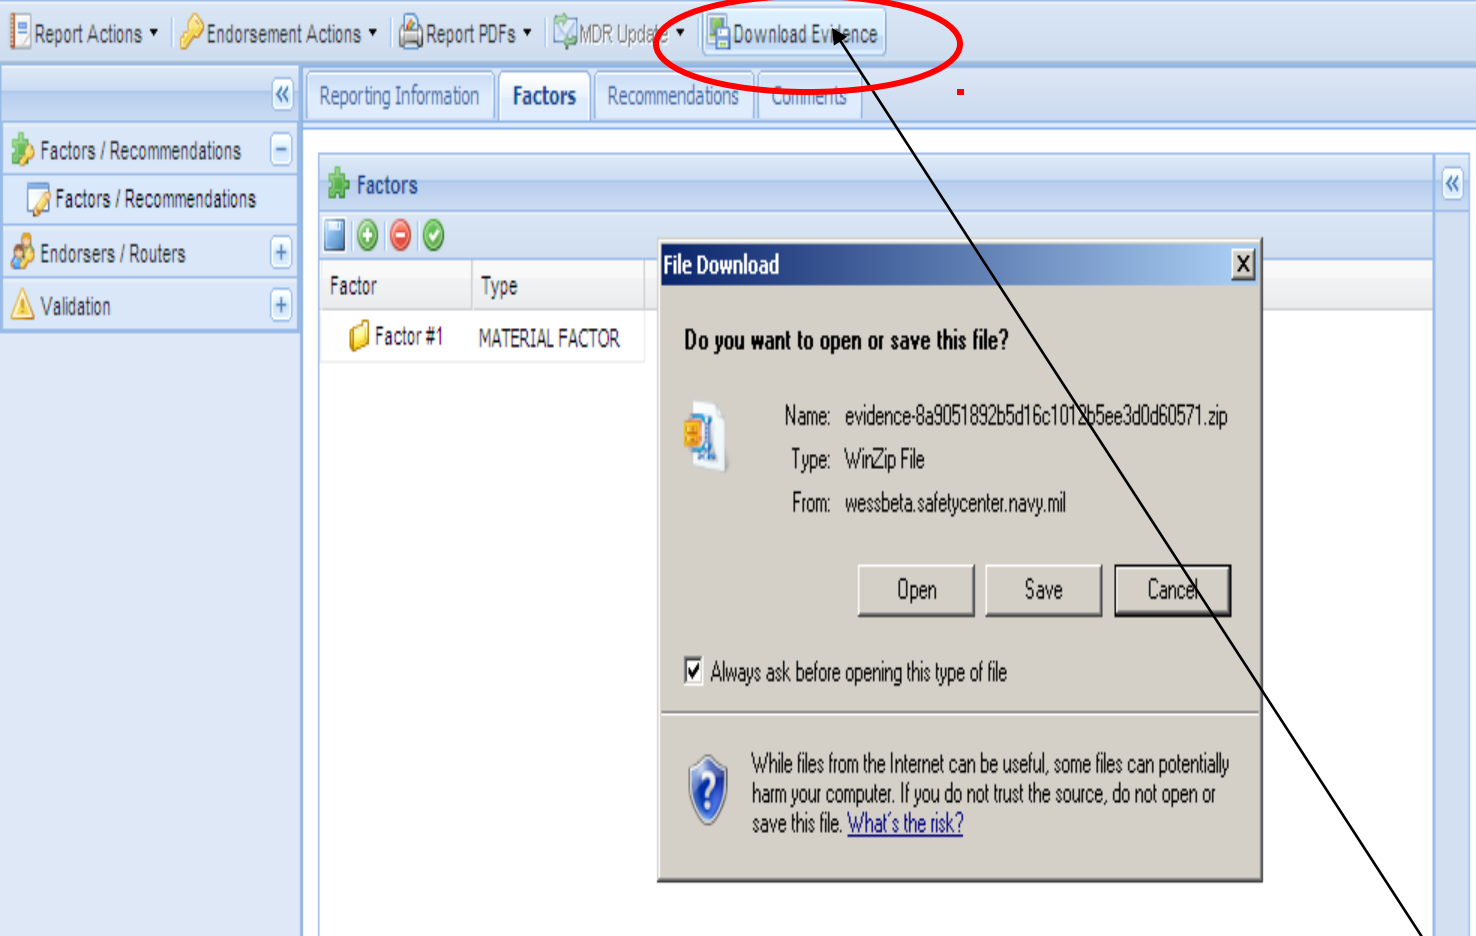 Report Actions Endorsement Actions Report PDFs MDR Update Download Evidence
Reporting Information Factors Recommendations Comments
Factors / Recommendations
Factors / Recommendations
Endorsers / Routers
Validation
Factors
Factor Type
Factor #1 MATERIAL FACTOR
File Download
Do you want to open or save this file?
Name: evidence-8a9051892b5d16c1012b5ee3d0d60571.zip
Type: WinZip File
From: wessbeta.safetycenter.navy.mil
Open Save Cancel
Always ask before opening this type of file
While files from the Internet can be useful, some files can potentially
harm your computer. If you do not trust the source, do not open or
save this file. What's the risk?